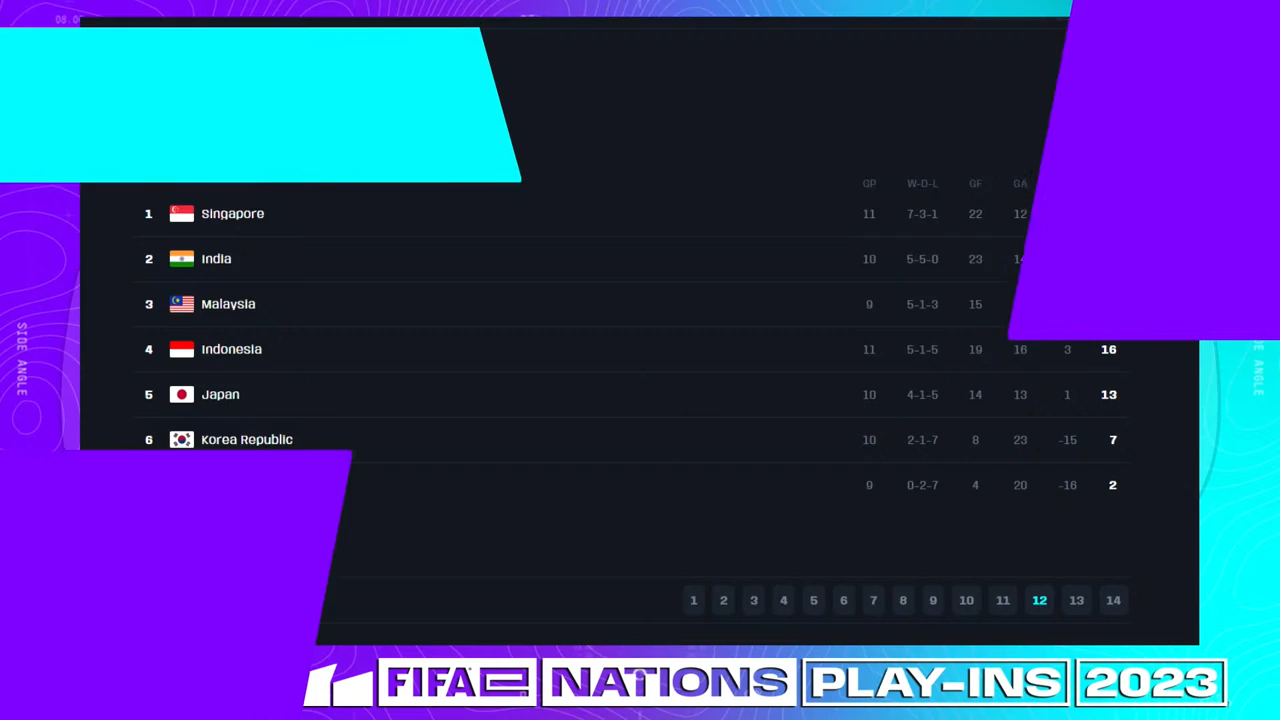 GP W-D-L GF GA
1 Singapore 11 7-3-1 22 12
2 India 10 5-5-0 23
3 Malaysia 9 5-1-3 15
4 Indonesia 11 5-1-5 19 16 3 16
5 Japan 10 4-1-5 14 13 1 13
6 Korea Republic 10 2-1-7 8 23 -15 7
9 0-2-7 4 20 -16 2
SIDE ANGLE
1 2 3 4 5 6 7 8 9 10 11 12 13 14
FIFAe NATIONS PLAY-INS 2023